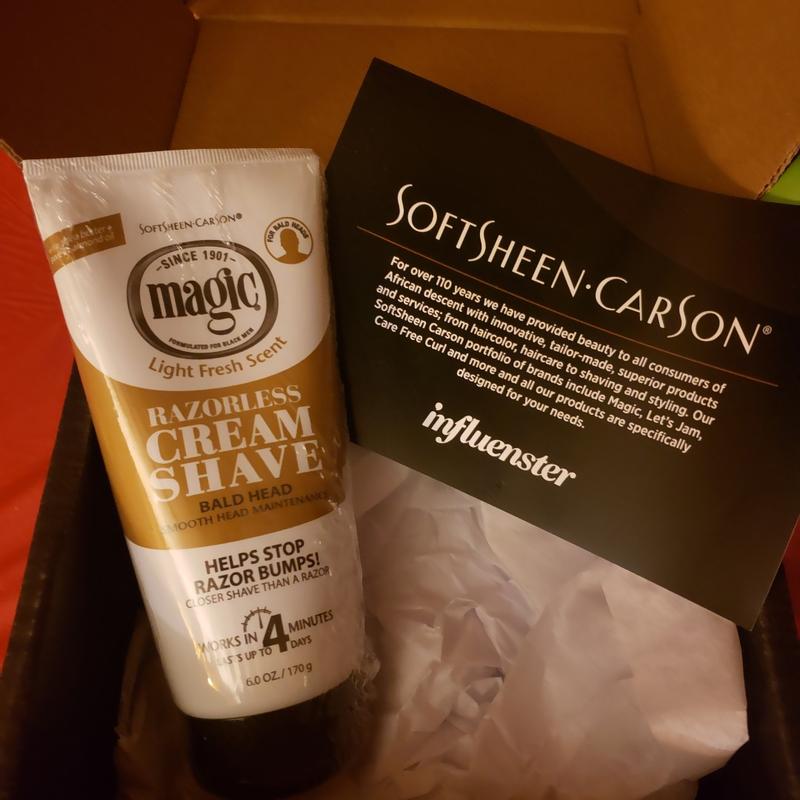 SOFTSHEEN·CARSON®
FOR BALD HEADS
SINCE 1901
magic
FORMULATED FOR BLACK MEN
Light Fresh Scent
RAZORLESS
CREAM
SHAVE
BALD HEAD
SMOOTH HEAD MAINTENANCE
HELPS STOP
RAZOR BUMPS!
CLOSER SHAVE THAN A RAZOR
WORKS IN 4 MINUTES
LASTS UP TO 4 DAYS
6.0 OZ./170 g
SOFTSHEEN·CARSON®
For over 110 years we have provided beauty to all consumers of
African descent with innovative, tailor-made, superior products
and services; from haircolor, haircare to shaving and styling. Our
SoftSheen Carson portfolio of brands include Magic, Let's Jam,
Care Free Curl and more and all our products are specifically
designed for your needs.
influenster